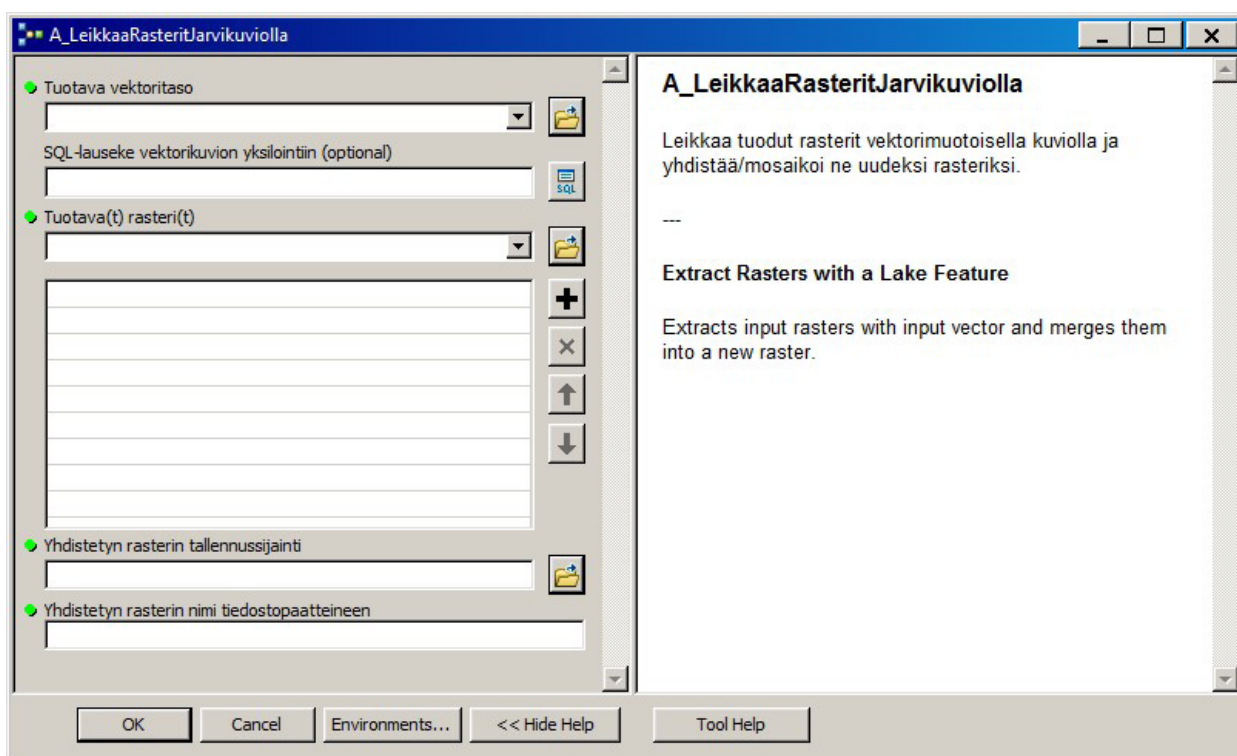 A_LeikkaaRasteritJarvikuviolla
Tuotava vektoritaso
SQL-lauseke vektorikuvion yksilointiin (optional)
SQL
Tuotava(t) rasteri(t)
Yhdistetyn rasterin tallennussijainti
Yhdistetyn rasterin nimi tiedostopaatteineen
A_LeikkaaRasteritJarvikuviolla
Leikkaa tuodut rasterit vektorimuotoisella kuviolla ja
yhdistää/mosaikoi ne uudeksi rasteriksi.
---
Extract Rasters with a Lake Feature
Extracts input rasters with input vector and merges them
into a new raster.
OK Cancel Environments... << Hide Help Tool Help